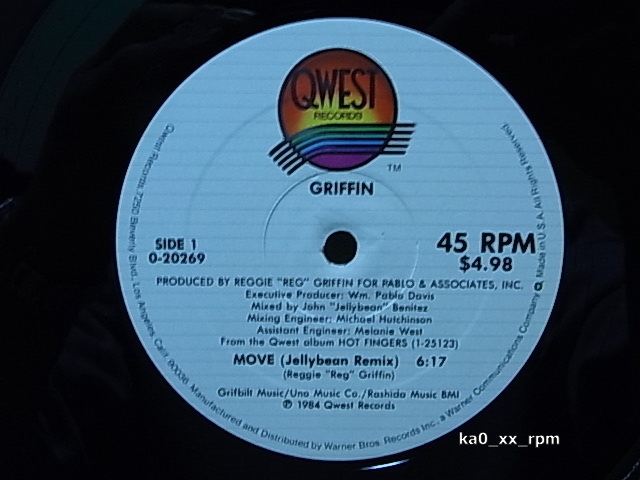 QWEST
RECORDS
TM
GRIFFIN
SIDE 1
0-20269
45 RPM
$4.98
PRODUCED BY REGGIE "REG" GRIFFIN FOR PABLO & ASSOCIATES, INC.
Executive Producer: Wm. Pablo Davis
Mixed by John "Jellybean" Benitez
Mixing Engineer: Michael Hutchinson
Assistant Engineer: Melanie West
From the Qwest album HOT FINGERS (1-25123)
MOVE (Jellybean Remix) 6:17
(Reggie "Reg" Griffin)
Grifbilt Music/Uno Music Co./Rashida Music BMI
℗ 1984 Qwest Records
Qwest Records, 7250 Beverly Blvd., Los Angeles, Calif. 90036. Manufactured and Distributed by Warner Bros. Records Inc., a Warner Communications Company. Made in U.S.A. All Rights Reserved.
ka0_xx_rpm